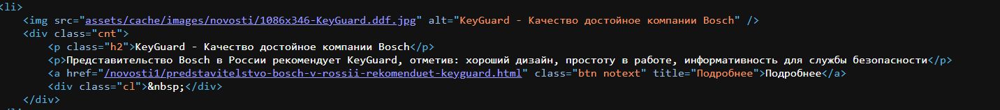 <li>
<img src="assets/cache/images/novosti/1086x346-KeyGuard.ddf.jpg" alt="KeyGuard - Качество достойное компании Bosch" />
<div class="cnt">
<p class="h2">KeyGuard - Качество достойное компании Bosch</p>
<p>Представительство Bosch в России рекомендует KeyGuard, отметив: хороший дизайн, простоту в работе, информативность для службы безопасности</p>
<a href="/novosti1/predstavitelstvo-bosch-v-rossii-rekomenduet-keyguard.html" class="btn notext" title="Подробнее">Подробнее</a>
<div class="cl">&nbsp;</div>
</div>